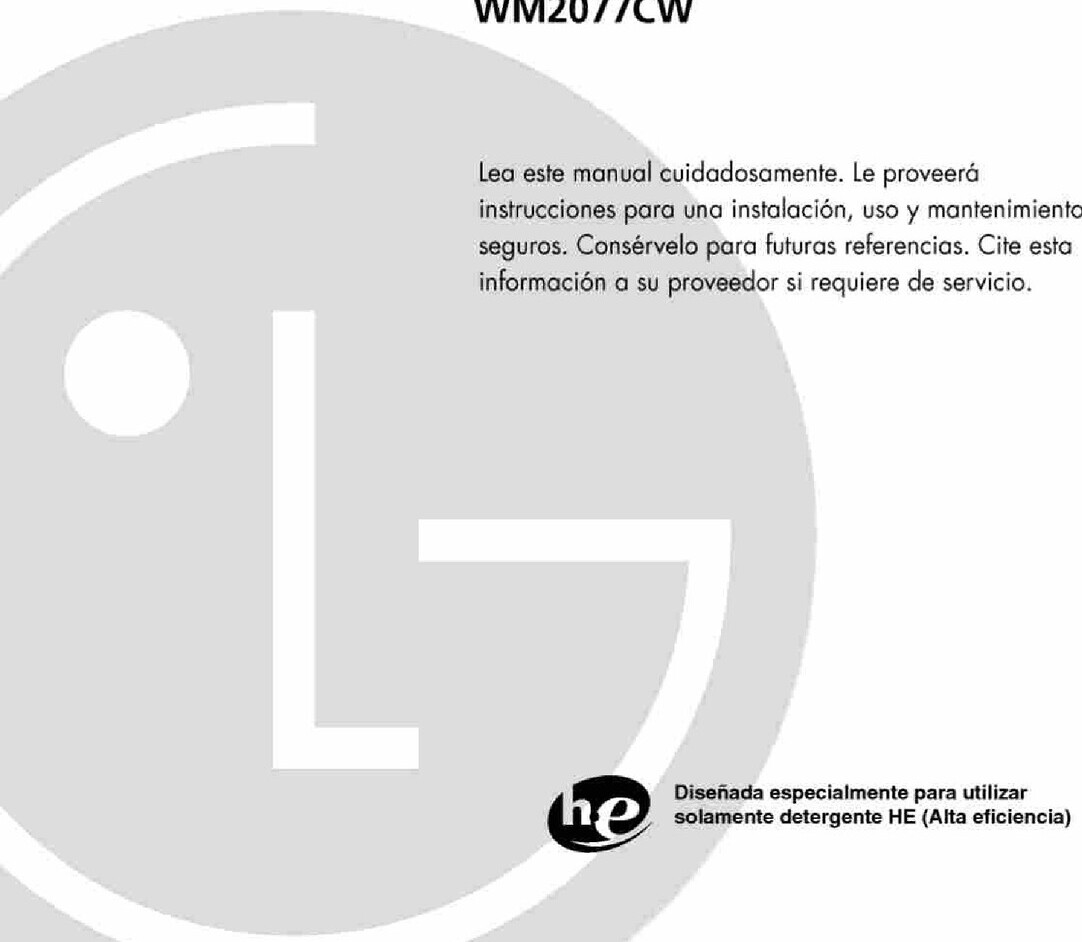 WM2077CW
Lea este manual cuidadosamente. Le proveerá
instrucciones para una instalación, uso y mantenimiento
seguros. Consérvelo para futuras referencias. Cite esta
información a su proveedor si requiere de servicio.
LG
he
Diseñada especialmente para utilizar
solamente detergente HE (Alta eficiencia)